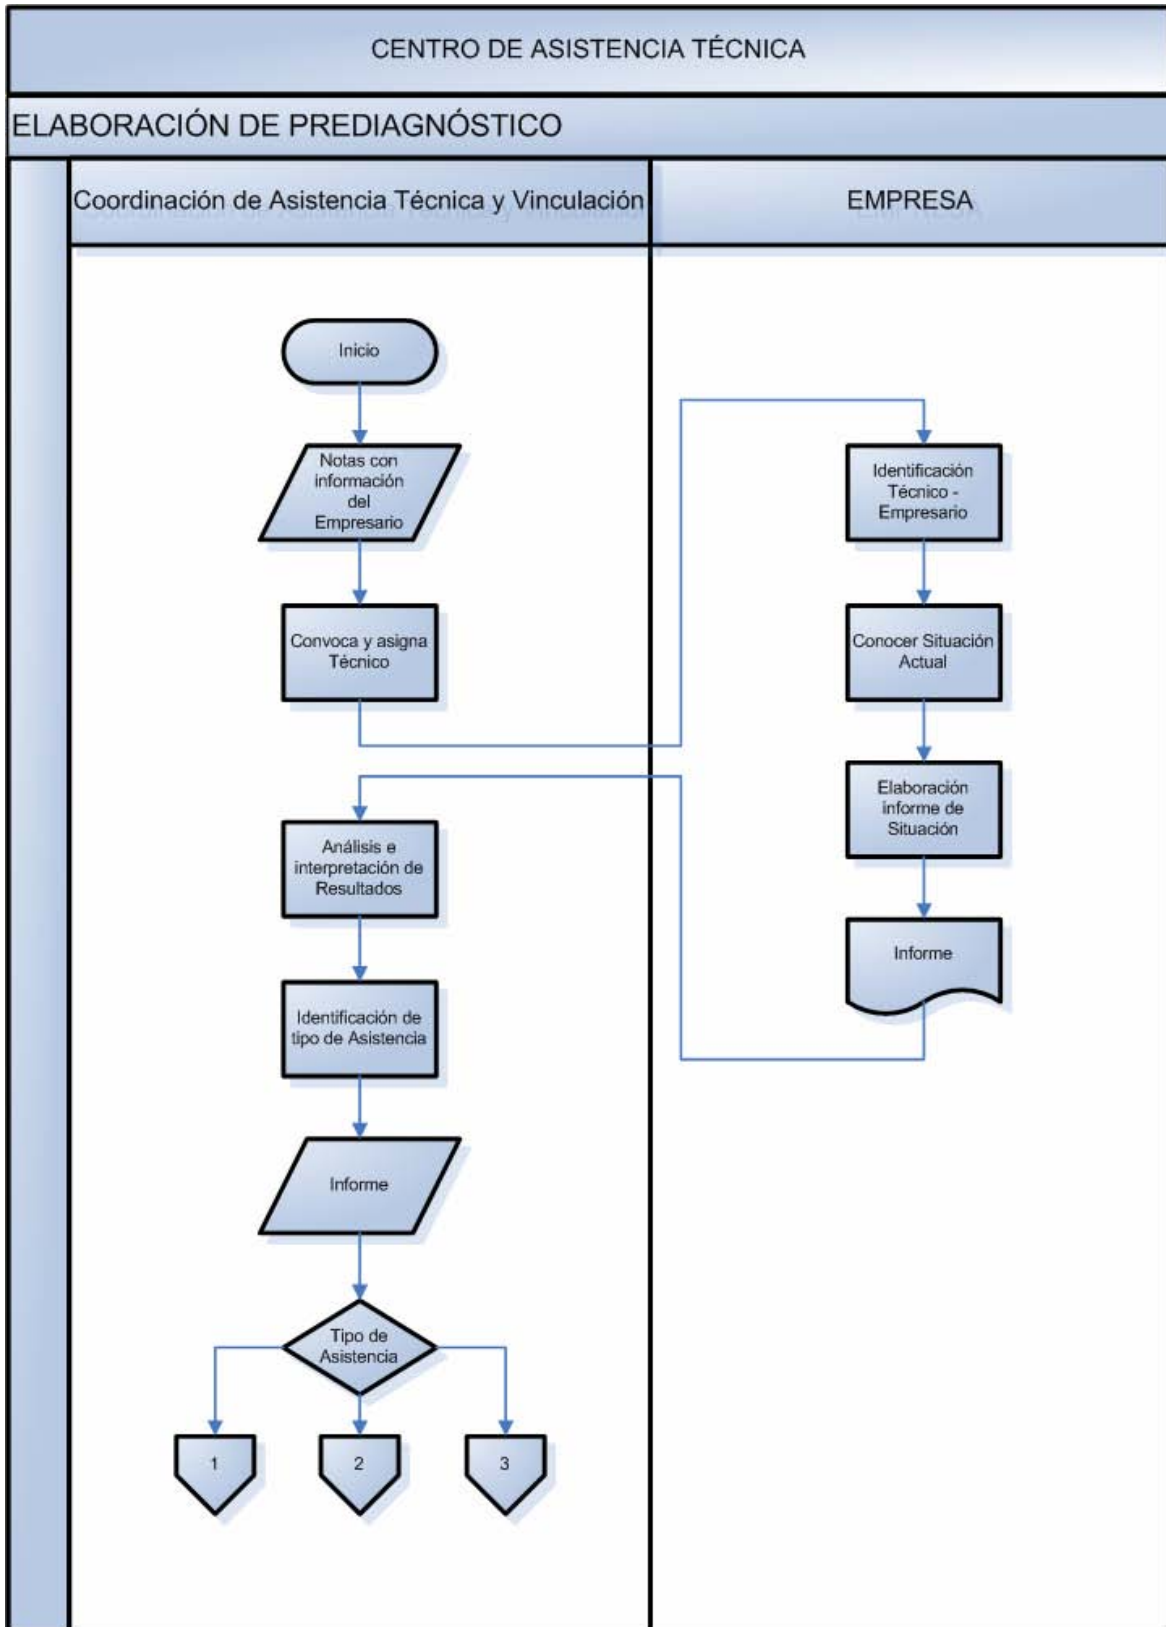 CENTRO DE ASISTENCIA TÉCNICA
ELABORACIÓN DE PREDIAGNÓSTICO
Coordinación de Asistencia Técnica y Vinculación
EMPRESA
Inicio
Notas con
información
del
Empresario
Convoca y asigna
Técnico
Identificación
Técnico -
Empresario
Conocer Situación
Actual
Elaboración
informe de
Situación
Informe
Análisis e
interpretación de
Resultados
Identificación de
tipo de Asistencia
Informe
Tipo de
Asistencia
1
2
3